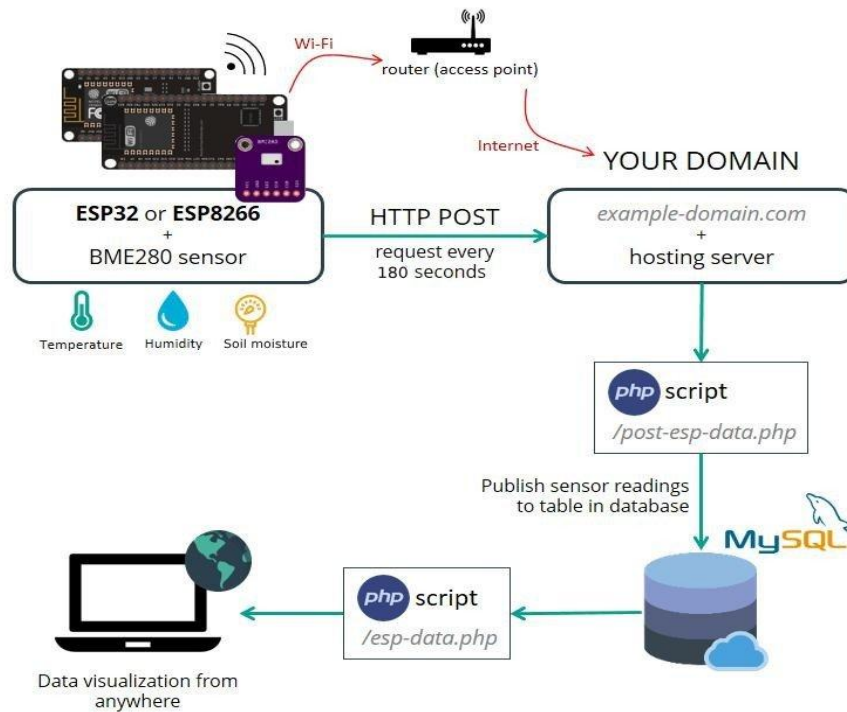 Wi-Fi
router (access point)
Internet
YOUR DOMAIN
ESP32 or ESP8266
+
BME280 sensor
HTTP POST
request every
180 seconds
example-domain.com
+
hosting server
Temperature
Humidity
Soil moisture
php script
/post-esp-data.php
Publish sensor readings
to table in database
MySQL
php script
/esp-data.php
Data visualization from
anywhere